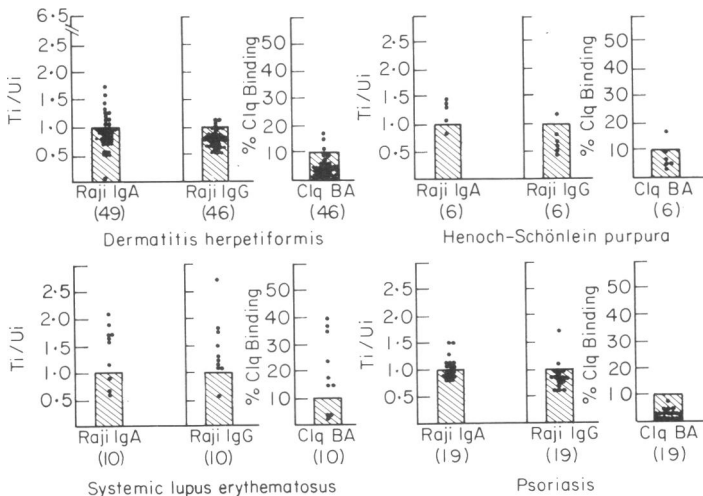 6.5
2.5
2.0
1.5
1.0
0.5
Ti/Ui
% Clq Binding
50
40
30
20
10
Raji IgA
(49)
Raji IgG
(46)
Clq BA
(46)
Dermatitis herpetiformis
2.5
2.0
1.5
1.0
0.5
Ti/Ui
% Clq Binding
50
40
30
20
10
Raji IgA
(6)
Raji IgG
(6)
Clq BA
(6)
Henoch-Schönlein purpura
2.5
2.0
1.5
1.0
0.5
Ti/Ui
% Clq Binding
50
40
30
20
10
Raji IgA
(10)
Raji IgG
(10)
Clq BA
(10)
Systemic lupus erythematosus
2.5
2.0
1.5
1.0
0.5
Ti/Ui
% Clq Binding
50
40
30
20
10
Raji IgA
(19)
Raji IgG
(19)
Clq BA
(19)
Psoriasis